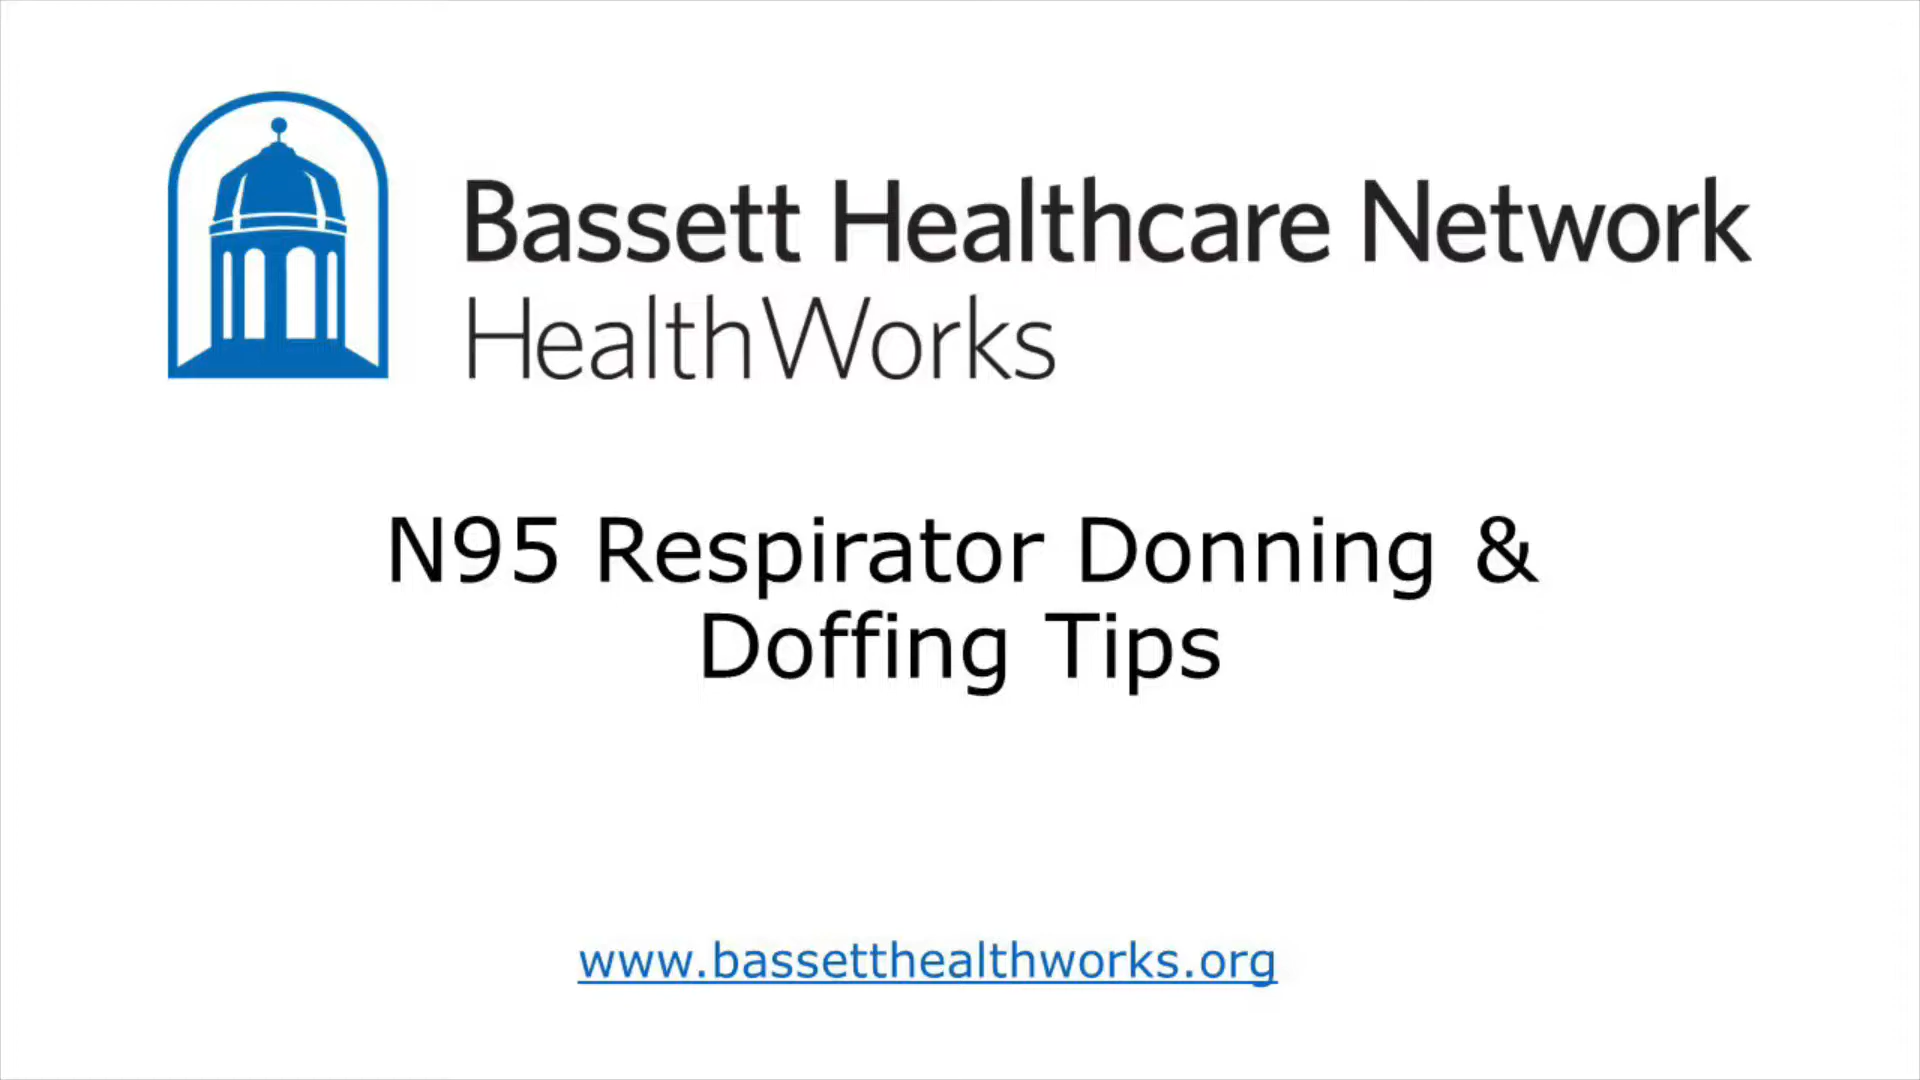 Bassett Healthcare Network
HealthWorks
N95 Respirator Donning &
Doffing Tips
www.bassetthealthworks.org